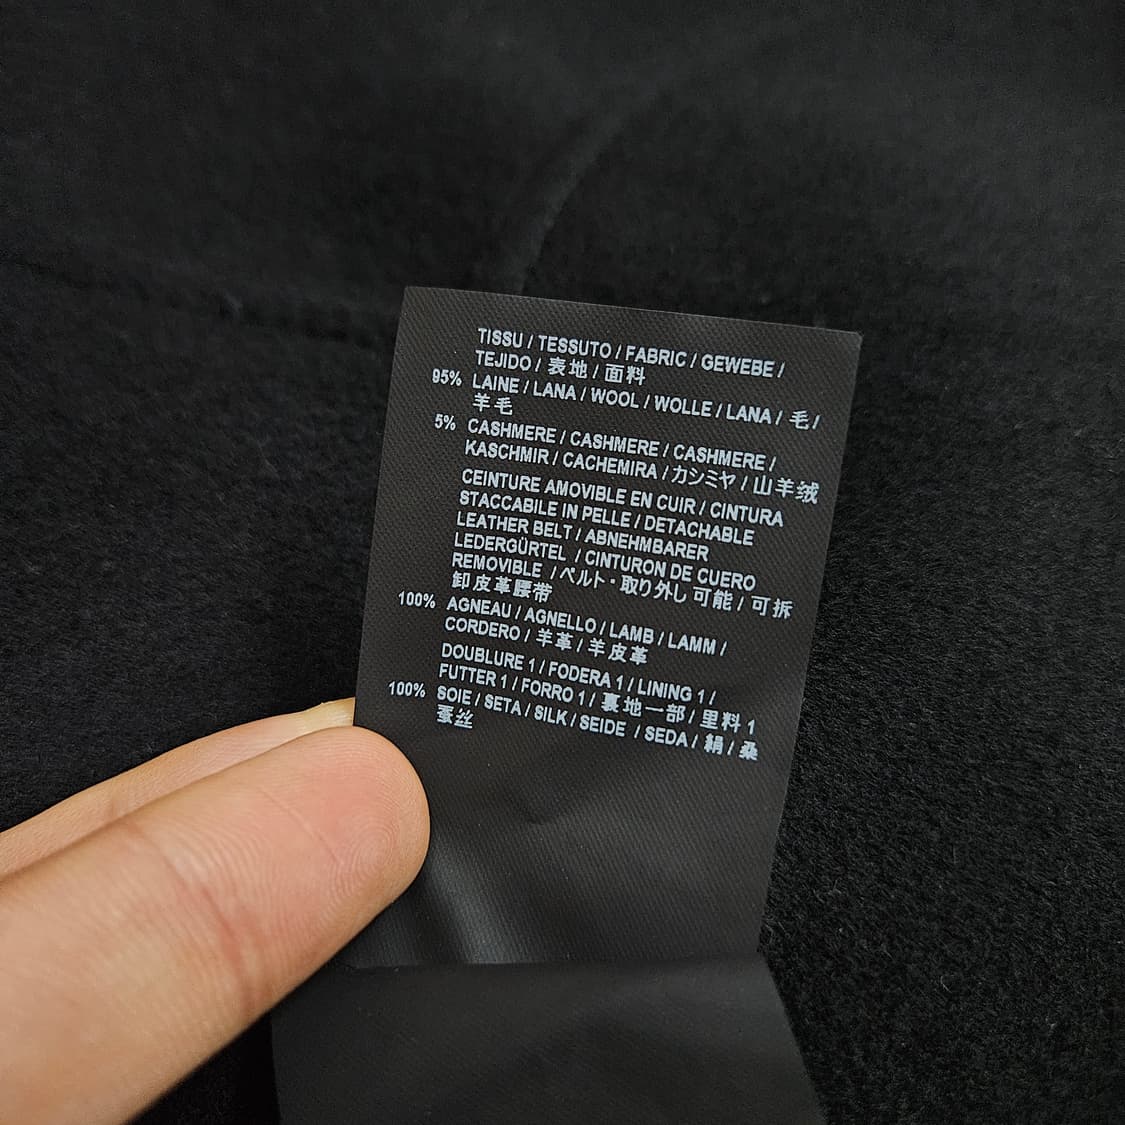 TISSU / TESSUTO / FABRIC / GEWEBE /
TEJIDO / 表地 / 面料
95% LAINE / LANA / WOOL / WOLLE / LANA / 毛 /
羊毛
5% CASHMERE / CASHMERE / CASHMERE /
KASCHMIR / CACHEMIRA / カシミヤ / 山羊绒
CEINTURE AMOVIBLE EN CUIR / CINTURA
STACCABILE IN PELLE / DETACHABLE
LEATHER BELT / ABNEHMBARER
LEDERGÜRTEL / CINTURON DE CUERO
REMOVIBLE / ベルト・取り外し可能 / 可拆
卸皮革腰带
100% AGNEAU / AGNELLO / LAMB / LAMM /
CORDERO / 羊革 / 羊皮革
DOUBLURE 1 / FODERA 1 / LINING 1 /
FUTTER 1 / FORRO 1 / 裏地一部 / 里料 1
100% SOIE / SETA / SILK / SEIDE / SEDA / 絹 / 桑
蚕丝